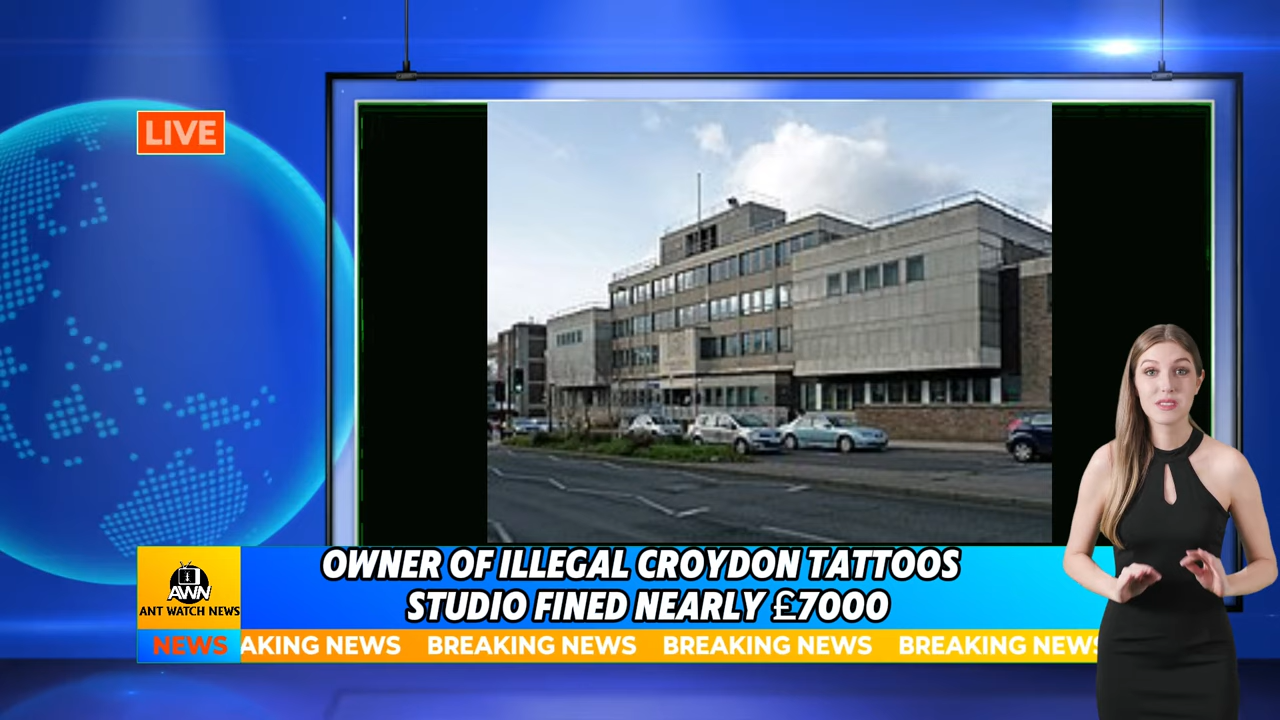 LIVE
OWNER OF ILLEGAL CROYDON TATTOOS
STUDIO FINED NEARLY £7000
AWN
ANT WATCH NEWS
NEWS
AKING NEWS BREAKING NEWS BREAKING NEWS BREAKING NEWS